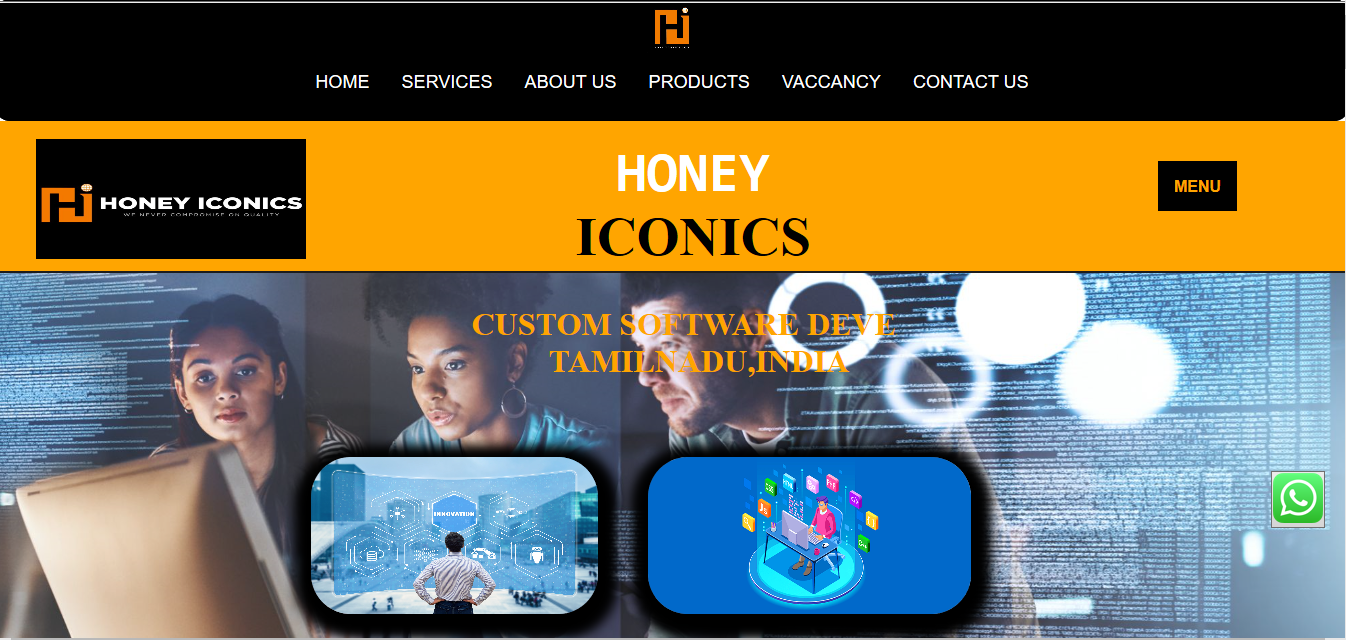 HOME SERVICES ABOUT US PRODUCTS VACCANCY CONTACT US
HONEY ICONICS
WE NEVER COMPROMISE ON QUALITY
HONEY
ICONICS
MENU
CUSTOM SOFTWARE DEVE
TAMILNADU,INDIA
INNOVATION